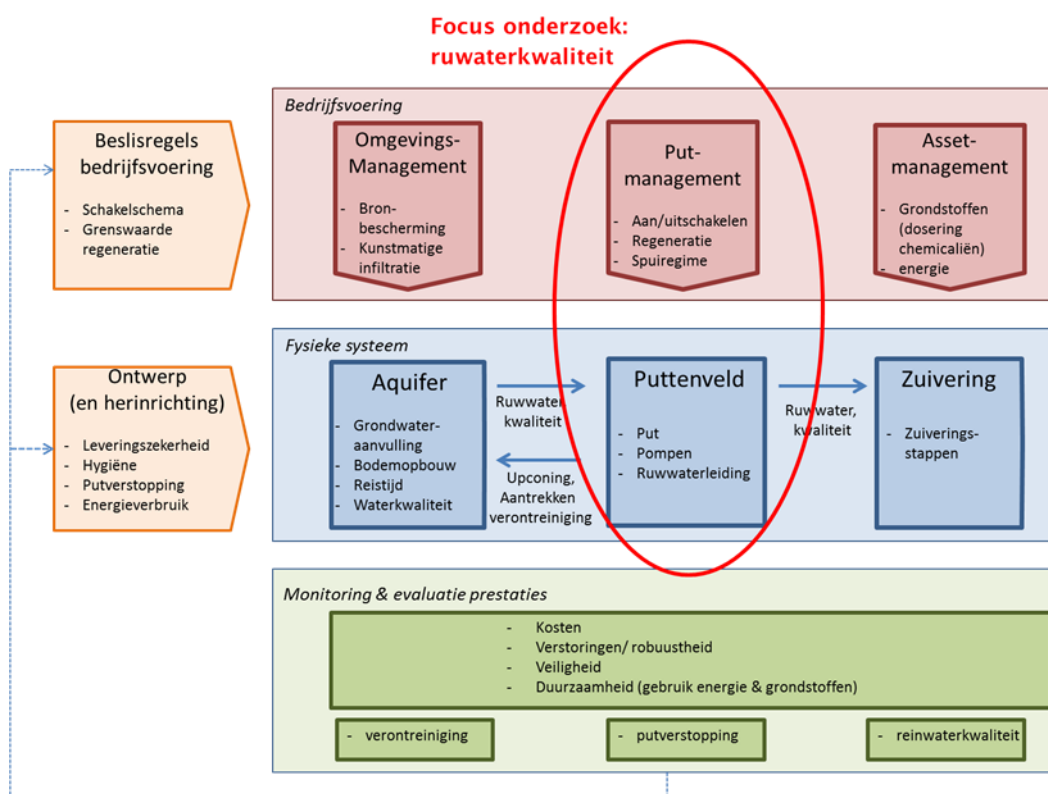 Focus onderzoek:
ruwaterkwaliteit
Bedrijfsvoering
Beslisregels
bedrijfsvoering
- Schakelschema
- Grenswaarde
regeneratie
Omgevings-
Management
- Bron-
bescherming
- Kunstmatige
infiltratie
Put-
management
- Aan/uitschakelen
- Regeneratie
- Spuiregime
Asset-
management
- Grondstoffen
(dosering
chemicaliën)
- energie
Fysieke systeem
Ontwerp
(en herinrichting)
- Leveringszekerheid
- Hygiëne
- Putverstopping
- Energieverbruik
Aquifer
- Grondwater-
aanvulling
- Bodemopbouw
- Reistijd
- Waterkwaliteit
Ruwwater,
kwaliteit
Upconing,
Aantrekken
verontreiniging
Puttenveld
- Put
- Pompen
- Ruwwaterleiding
Ruwwater,
kwaliteit
Zuivering
- Zuiverings-
stappen
Monitoring & evaluatie prestaties
- Kosten
- Verstoringen/ robuustheid
- Veiligheid
- Duurzaamheid (gebruik energie & grondstoffen)
- verontreiniging
- putverstopping
- reinwaterkwaliteit